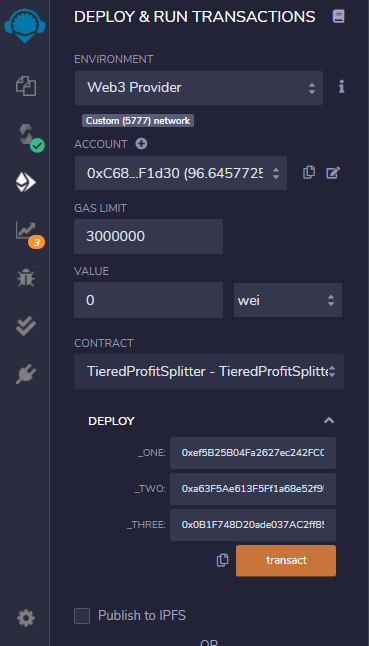 DEPLOY & RUN TRANSACTIONS
ENVIRONMENT
Web3 Provider
Custom (5777) network
ACCOUNT
0xC68...F1d30 (96.6457725
GAS LIMIT
3000000
VALUE
0 wei
CONTRACT
TieredProfitSplitter - TieredProfitSplitte
DEPLOY
_ONE: 0xef5B25B04Fa2627ec242FC0
_TWO: 0xa63F5Ae613F5Ff1a68e52f9
_THREE: 0x0B1F748D20ade037AC2ff8
3
transact
Publish to IPFS
OR